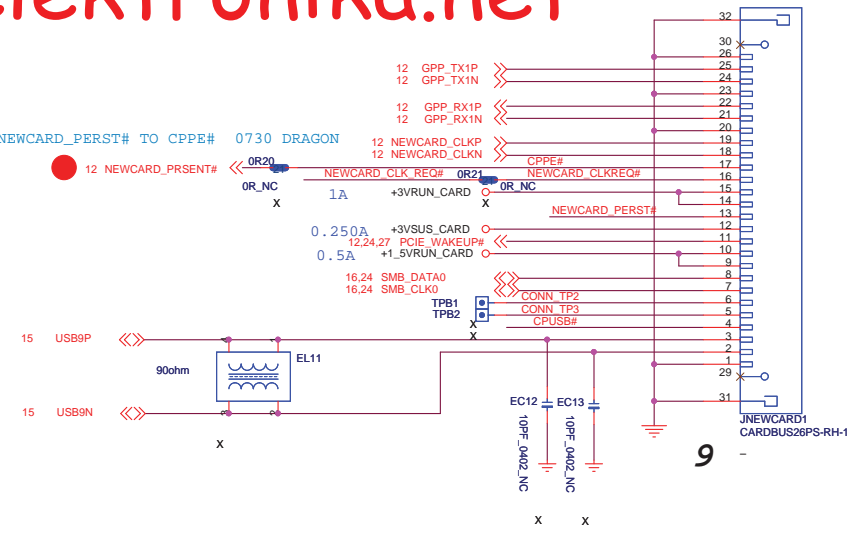 elektronika.net
32
30
26
12 GPP_TX1P 25
12 GPP_TX1N 24
23
12 GPP_RX1P 22
12 GPP_RX1N 21
20
NEWCARD_PERST# TO CPPE# 0730 DRAGON
12 NEWCARD_CLKP 19
12 NEWCARD_CLKN 18
0R20 CPPE# 17
12 NEWCARD_PRSENT#
NEWCARD_CLK_REQ# 0R21 NEWCARD_CLKREQ# 16
0R_NC 0R_NC
1A +3VRUN_CARD 15
X X
14
NEWCARD_PERST# 13
0.250A +3VSUS_CARD 12
12,24,27 PCIE_WAKEUP# 11
0.5A +1_5VRUN_CARD 10
9
16,24 SMB_DATA0 8
16,24 SMB_CLK0 7
TPB1 CONN_TP2 6
TPB2 CONN_TP3 5
X CPUSB# 4
X
15 USB9P 3
2
EL11 1
90ohm 29
31
15 USB9N
EC12 EC13
10PF_0402_NC
10PF_0402_NC
JNEWCARD1
CARDBUS26PS-RH-1
X
9 -
X X